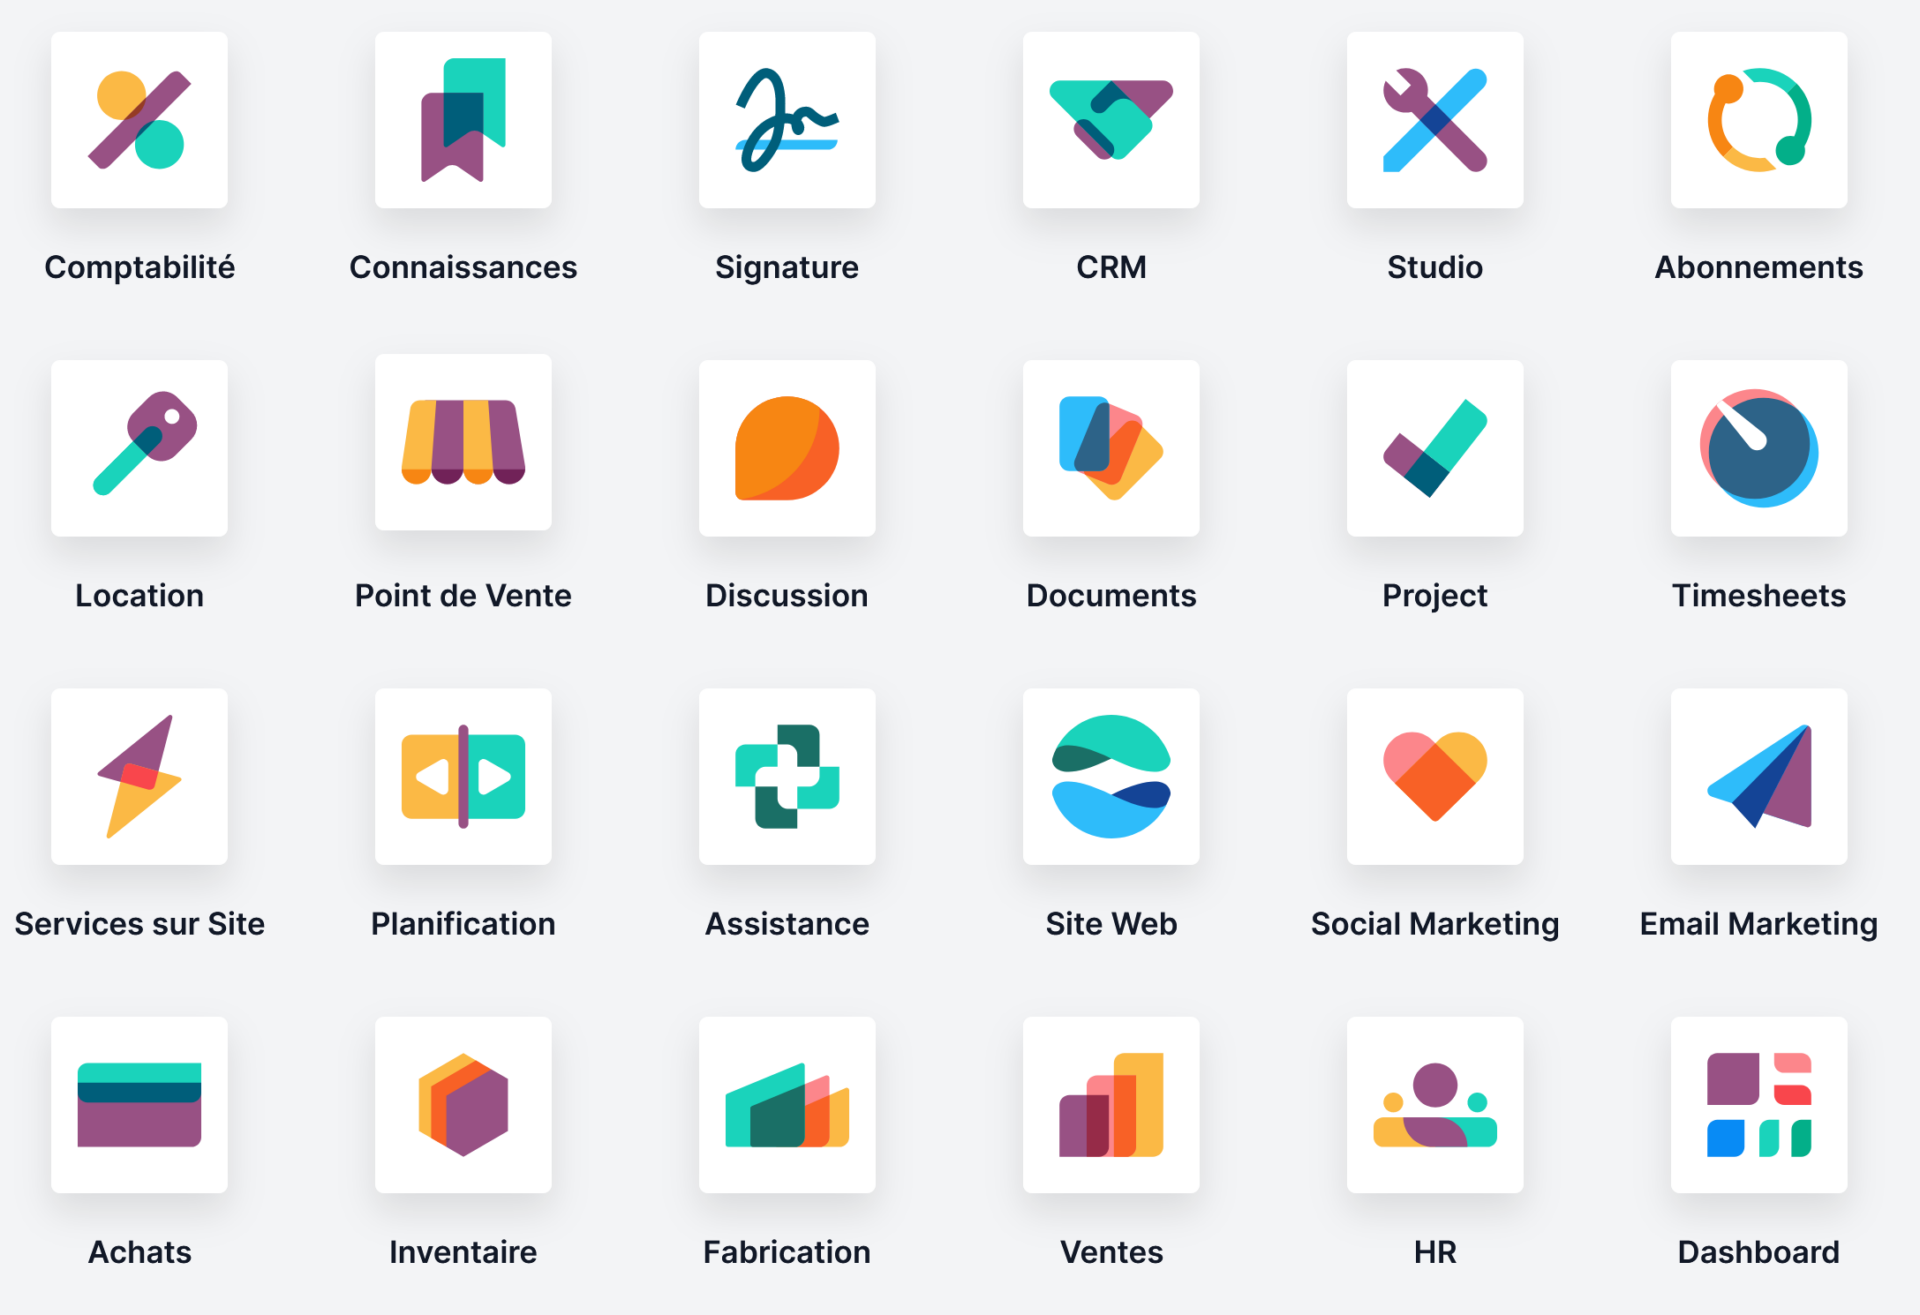 Comptabilité
Connaissances
Signature
CRM
Studio
Abonnements
Location
Point de Vente
Discussion
Documents
Project
Timesheets
Services sur Site
Planification
Assistance
Site Web
Social Marketing
Email Marketing
Achats
Inventaire
Fabrication
Ventes
HR
Dashboard